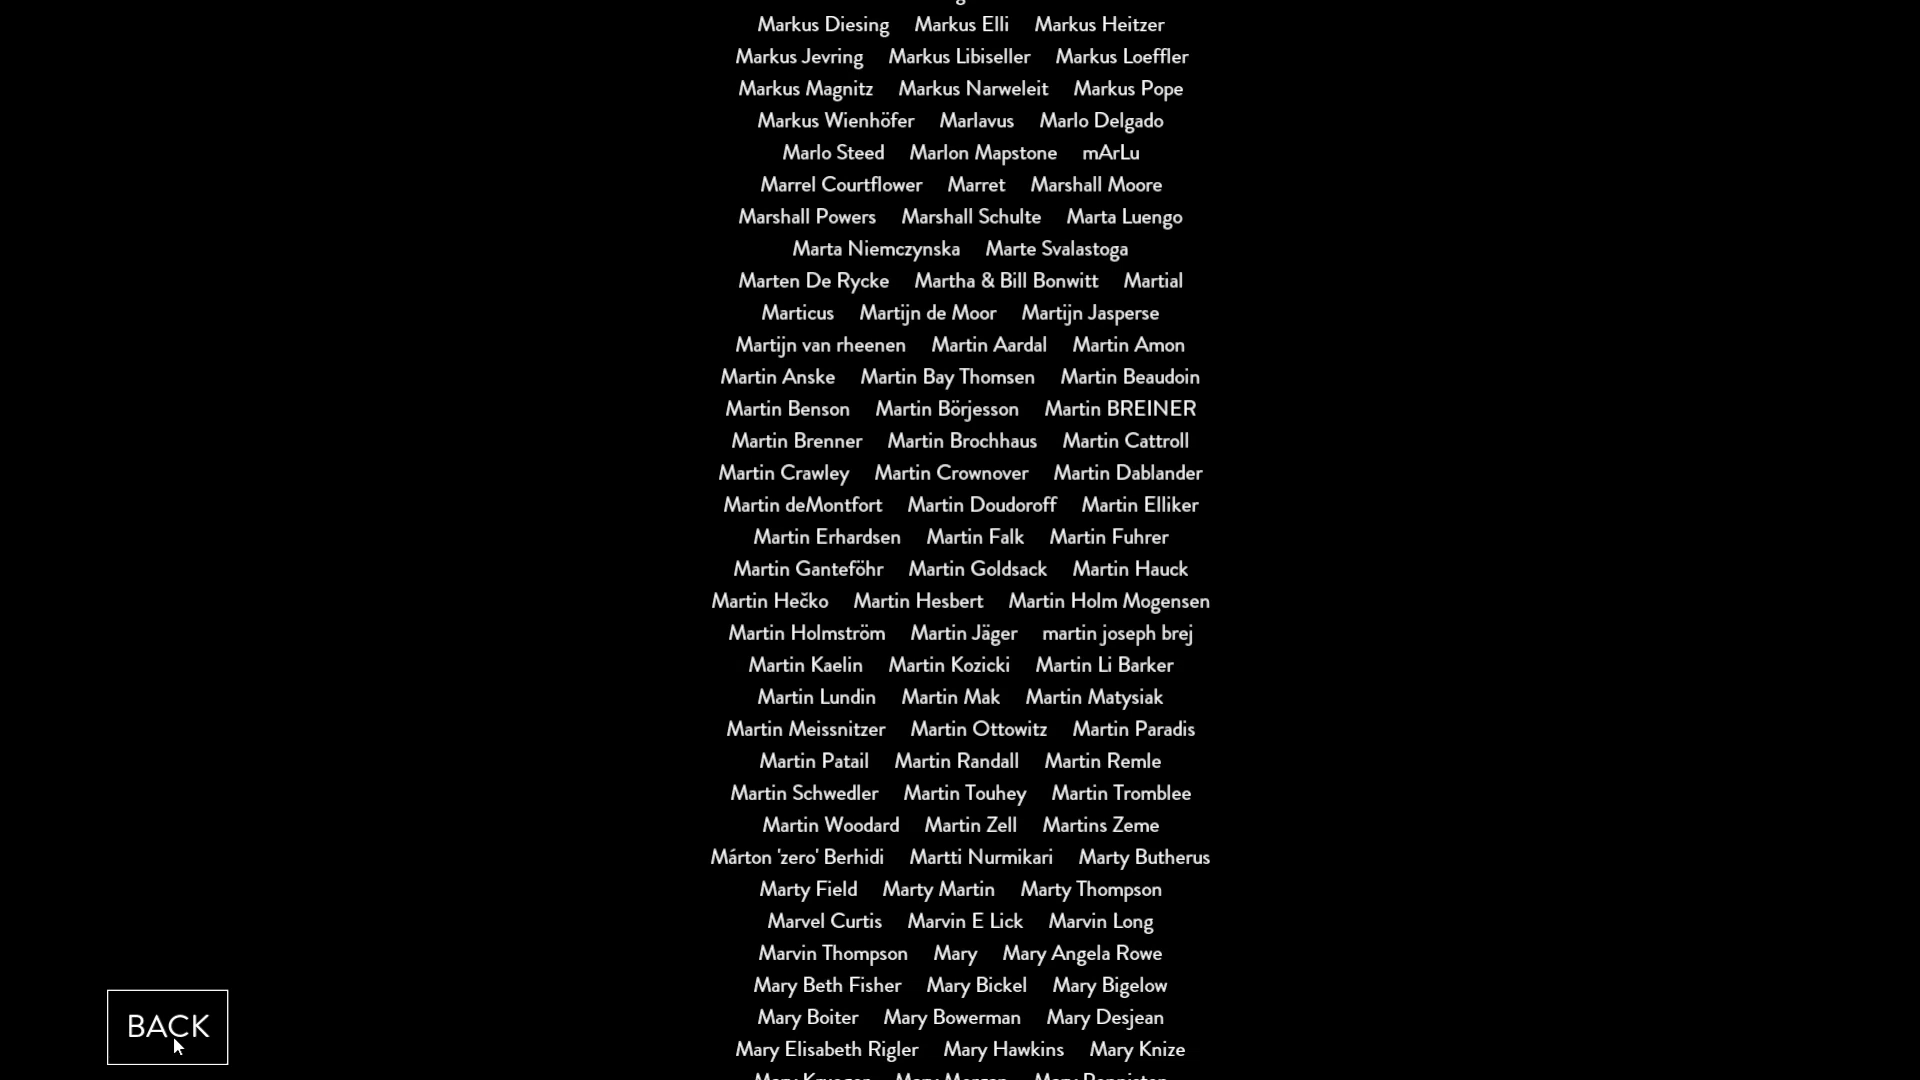 Markus Diesing Markus Elli Markus Heitzer
Markus Jevring Markus Libiseller Markus Loeffler
Markus Magnitz Markus Narweleit Markus Pope
Markus Wienhöfer Marlavus Marlo Delgado
Marlo Steed Marlon Mapstone mArLu
Marrel Courtflower Marret Marshall Moore
Marshall Powers Marshall Schulte Marta Luengo
Marta Niemczynska Marte Svalastoga
Marten De Rycke Martha & Bill Bonwitt Martial
Marticus Martijn de Moor Martijn Jasperse
Martijn van rheenen Martin Aardal Martin Amon
Martin Anske Martin Bay Thomsen Martin Beaudoin
Martin Benson Martin Börjesson Martin BREINER
Martin Brenner Martin Brochhaus Martin Cattroll
Martin Crawley Martin Crownover Martin Dablander
Martin deMontfort Martin Doudoroff Martin Elliker
Martin Erhardsen Martin Falk Martin Fuhrer
Martin Ganteföhr Martin Goldsack Martin Hauck
Martin Hečko Martin Hesbert Martin Holm Mogensen
Martin Holmström Martin Jäger martin joseph brej
Martin Kaelin Martin Kozicki Martin Li Barker
Martin Lundin Martin Mak Martin Matysiak
Martin Meissnitzer Martin Ottowitz Martin Paradis
Martin Patail Martin Randall Martin Remle
Martin Schwedler Martin Touhey Martin Tromblee
Martin Woodard Martin Zell Martins Zeme
Márton 'zero' Berhidi Martti Nurmikari Marty Butherus
Marty Field Marty Martin Marty Thompson
Marvel Curtis Marvin E Lick Marvin Long
Marvin Thompson Mary Mary Angela Rowe
Mary Beth Fisher Mary Bickel Mary Bigelow
Mary Boiter Mary Bowerman Mary Desjean
Mary Elisabeth Rigler Mary Hawkins Mary Knize
BACK